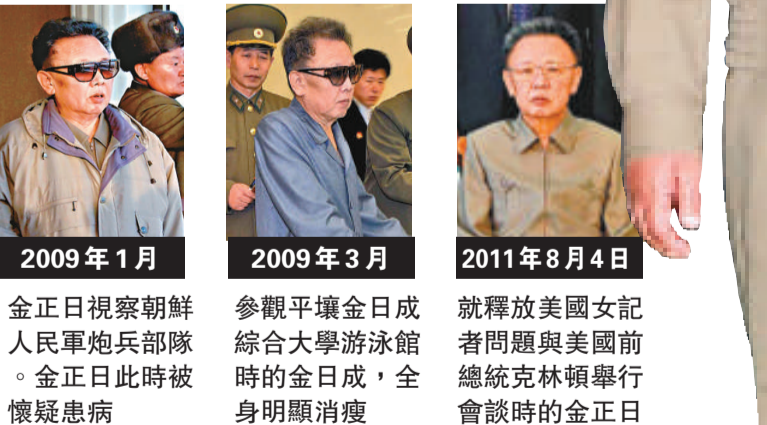 2009年1月
金正日視察朝鮮
人民軍炮兵部隊
。金正日此時被
懷疑患病
2009年3月
參觀平壤金日成
綜合大學游泳館
時的金日成，全
身明顯消瘦
2011年8月4日
就釋放美國女記
者問題與美國前
總統克林頓舉行
會談時的金正日